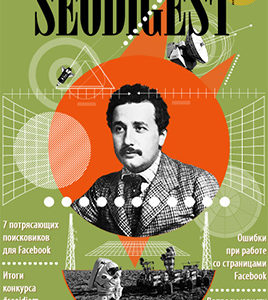 SEODIGEST
7 потрясающих
поисковиков
для Facebook
Итоги
конкурса
Ошибки
при работе
со страницами
Facebook